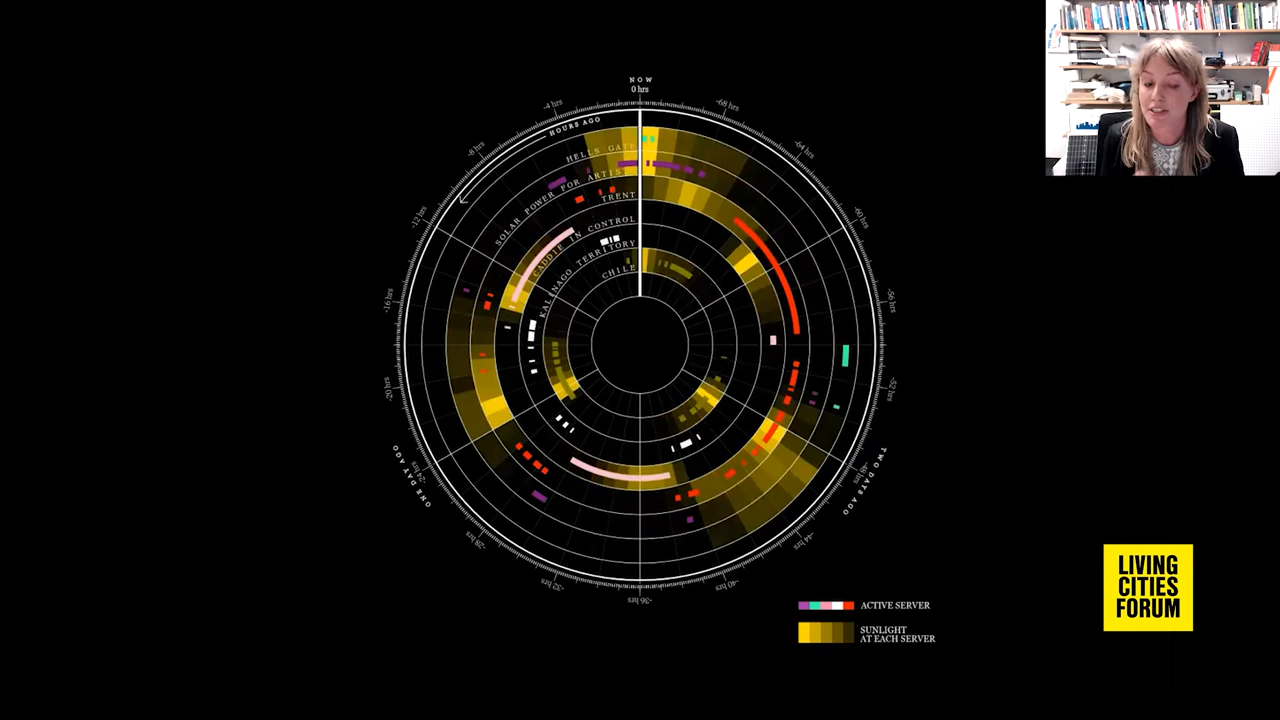 NOW
0 hrs
-4 hrs
-68 hrs
HOURS AGO
-8 hrs
-64 hrs
HELLS GATE
SOLAR POWER FOR ARTIST
TRENT
-12 hrs
-60 hrs
CADDIE IN CONTROL
KALINAGO TERRITORY
CHILE
-16 hrs
-56 hrs
-20 hrs
-52 hrs
ONE DAY AGO
-24 hrs
-48 hrs
TWO DAYS AGO
-28 hrs
-44 hrs
-32 hrs
-40 hrs
-36 hrs
LIVING
CITIES
FORUM
ACTIVE SERVER
SUNLIGHT
AT EACH SERVER